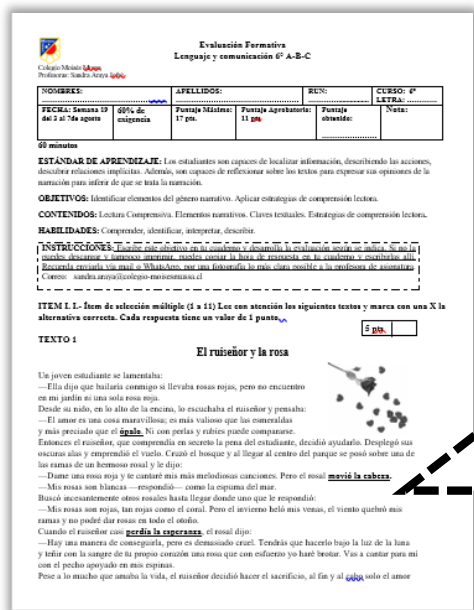 Evaluación Formativa
Lenguaje y comunicación 6° A-B-C
Colegio Moisés Mussa
Profesora: Sandra Araya
NOMBRES: APELLIDOS: RUN: CURSO: 6°
LETRA: ..............
FECHA: Semana 19 del 3 al 7de agosto
60% de exigencia
Puntaje Máximo: 17 pts.
Puntaje Aprobatorio: 11 pts
Puntaje obtenido:
Nota:
60 minutos
ESTÁNDAR DE APRENDIZAJE: Los estudiantes son capaces de localizar información, describiendo las acciones,
descubrir relaciones implícitas. Además, son capaces de reflexionar sobre los textos para expresar sus opiniones de la
narración para inferir de que se trata la narración.
OBJETIVOS: Identificar elementos del género narrativo. Aplicar estrategias de comprensión lectora.
CONTENIDOS: Lectura Comprensiva. Elementos narrativos. Claves textuales. Estrategias de comprensión lectora.
HABILIDADES: Comprender, identificar, interpretar, describir.
INSTRUCCIONES: Escribe este objetivo en tu cuaderno y desarrolla la evaluación según se indica. Si no la
puedes descargar y tampoco imprimir, puedes copiar la hoja de respuesta en tu cuaderno y escribirlas allí.
Recuerda enviarla vía mail o WhatsApp, por una fotografía lo más clara posible a la profesora de asignatura.
Correo: sandra.araya@colegio-moisesmussa.cl
ITEM I. I.- Ítem de selección múltiple (1 a 11) Lee con atención los siguientes textos y marca con una X la
alternativa correcta. Cada respuesta tiene un valor de 1 punto.
5 pts.
TEXTO 1
El ruiseñor y la rosa
Un joven estudiante se lamentaba:
—Ella dijo que bailaría conmigo si llevaba rosas rojas, pero no encuentro
en mi jardín ni una sola rosa roja.
Desde su nido, en lo alto de la encina, lo escuchaba el ruiseñor y pensaba:
—El amor es una cosa maravillosa; es más valioso que las esmeraldas
y más preciado que el ópalo. Ni con perlas y rubíes puede compararse.
Entonces el ruiseñor, que comprendía en secreto la pena del estudiante, decidió ayudarlo. Desplegó sus
oscuras alas y emprendió el vuelo. Cruzó el bosque y al llegar al centro del parque se posó sobre una de
las ramas de un hermoso rosal y le dijo:
—Dame una rosa roja y te cantaré mis más melodiosas canciones. Pero el rosal movió la cabeza.
—Mis rosas son blancas —respondió— como la espuma del mar.
Buscó incesantemente otros rosales hasta llegar donde uno que le respondió:
—Mis rosas son rojas, tan rojas como el coral. Pero el invierno heló mis venas, el viento quebró mis
ramas y no podré dar rosas en todo el otoño.
Cuando el ruiseñor casi perdía la esperanza, el rosal dijo:
—Hay una manera de conseguirla, pero es demasiado cruel. Tendrás que hacerlo bajo la luz de la luna
y teñir con la sangre de tu propio corazón una rosa que con esfuerzo yo haré brotar. Vas a cantar para mí
con el pecho apoyado en mis espinas.
Pese a lo mucho que amaba la vida, el ruiseñor decidió hacer el sacrificio, al fin y al cabo solo el amor